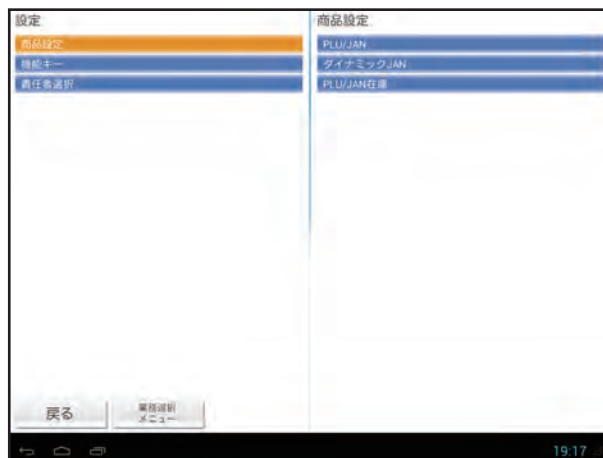 設定
商品設定
機能キー
責任者選択
戻る
業務選択
メニュー
商品設定
PLU/JAN
ダイナミックJAN
PLU/JAN在庫
19:17